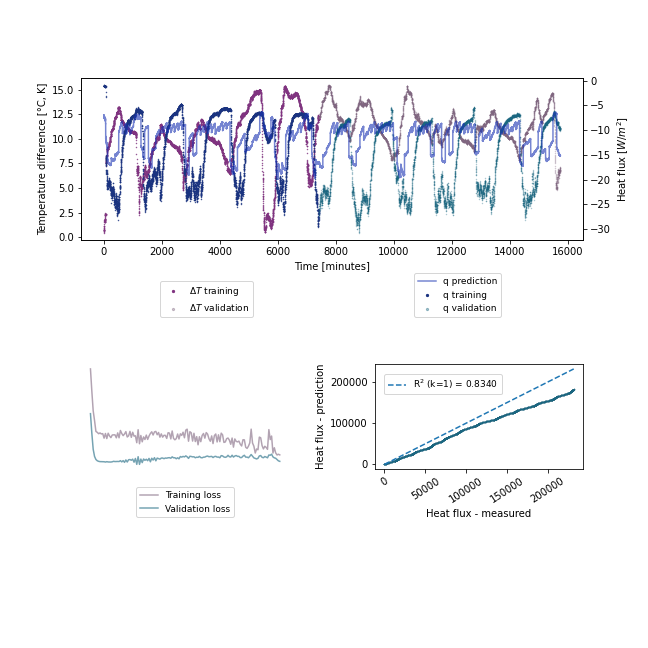 15.0
12.5
10.0
7.5
5.0
2.5
0.0
Temperature difference [°C, K]
0
−5
−10
−15
−20
−25
−30
Heat flux [W/m²]
0 2000 4000 6000 8000 10000 12000 14000 16000
Time [minutes]
ΔT training
ΔT validation
q prediction
q training
q validation
Training loss
Validation loss
Heat flux - prediction
200000
100000
0
R² (k=1) = 0.8340
0 50000 100000 150000 200000
Heat flux - measured